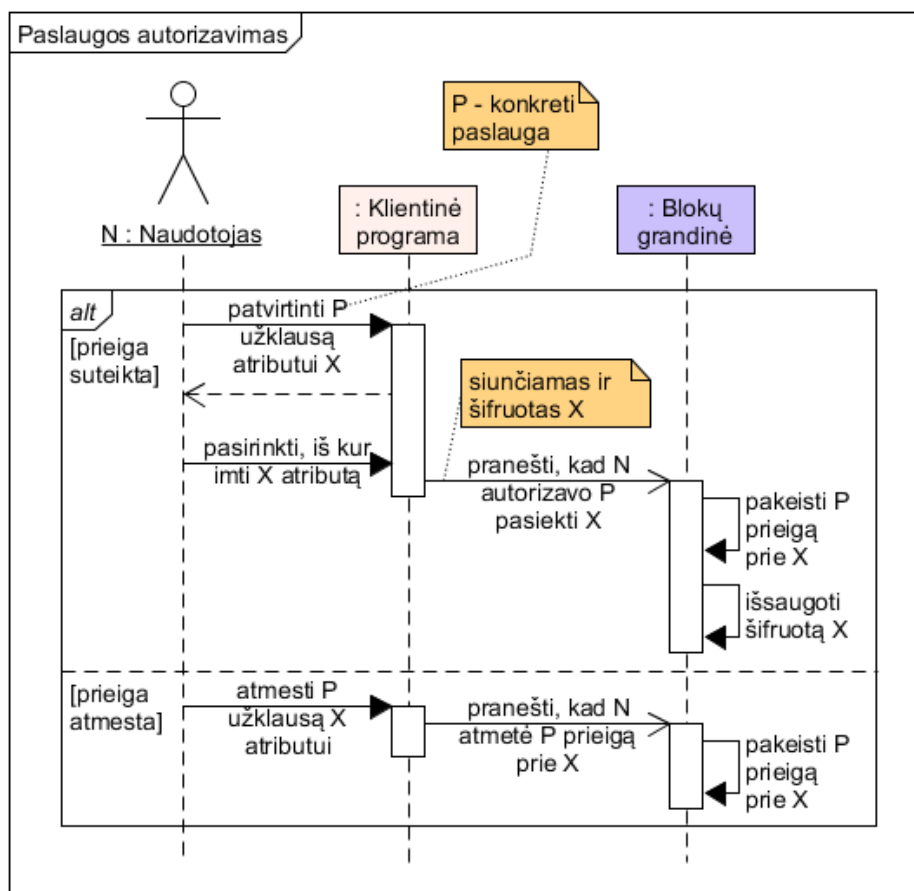 Paslaugos autorizavimas
P - konkreti
paslauga
N : Naudotojas
: Klientinė
programa
: Blokų
grandinė
alt
[prieiga
suteikta]
patvirtinti P
užklausą
atributui X
siunčiamas ir
šifruotas X
pasirinkti, iš kur
imti X atributą
pranešti, kad N
autorizavo P
pasiekti X
pakeisti P
prieigą
prie X
išsaugoti
šifruotą X
[prieiga
atmesta]
atmesti P
užklausą X
atributui
pranešti, kad N
atmetė P prieigą
prie X
pakeisti P
prieigą
prie X